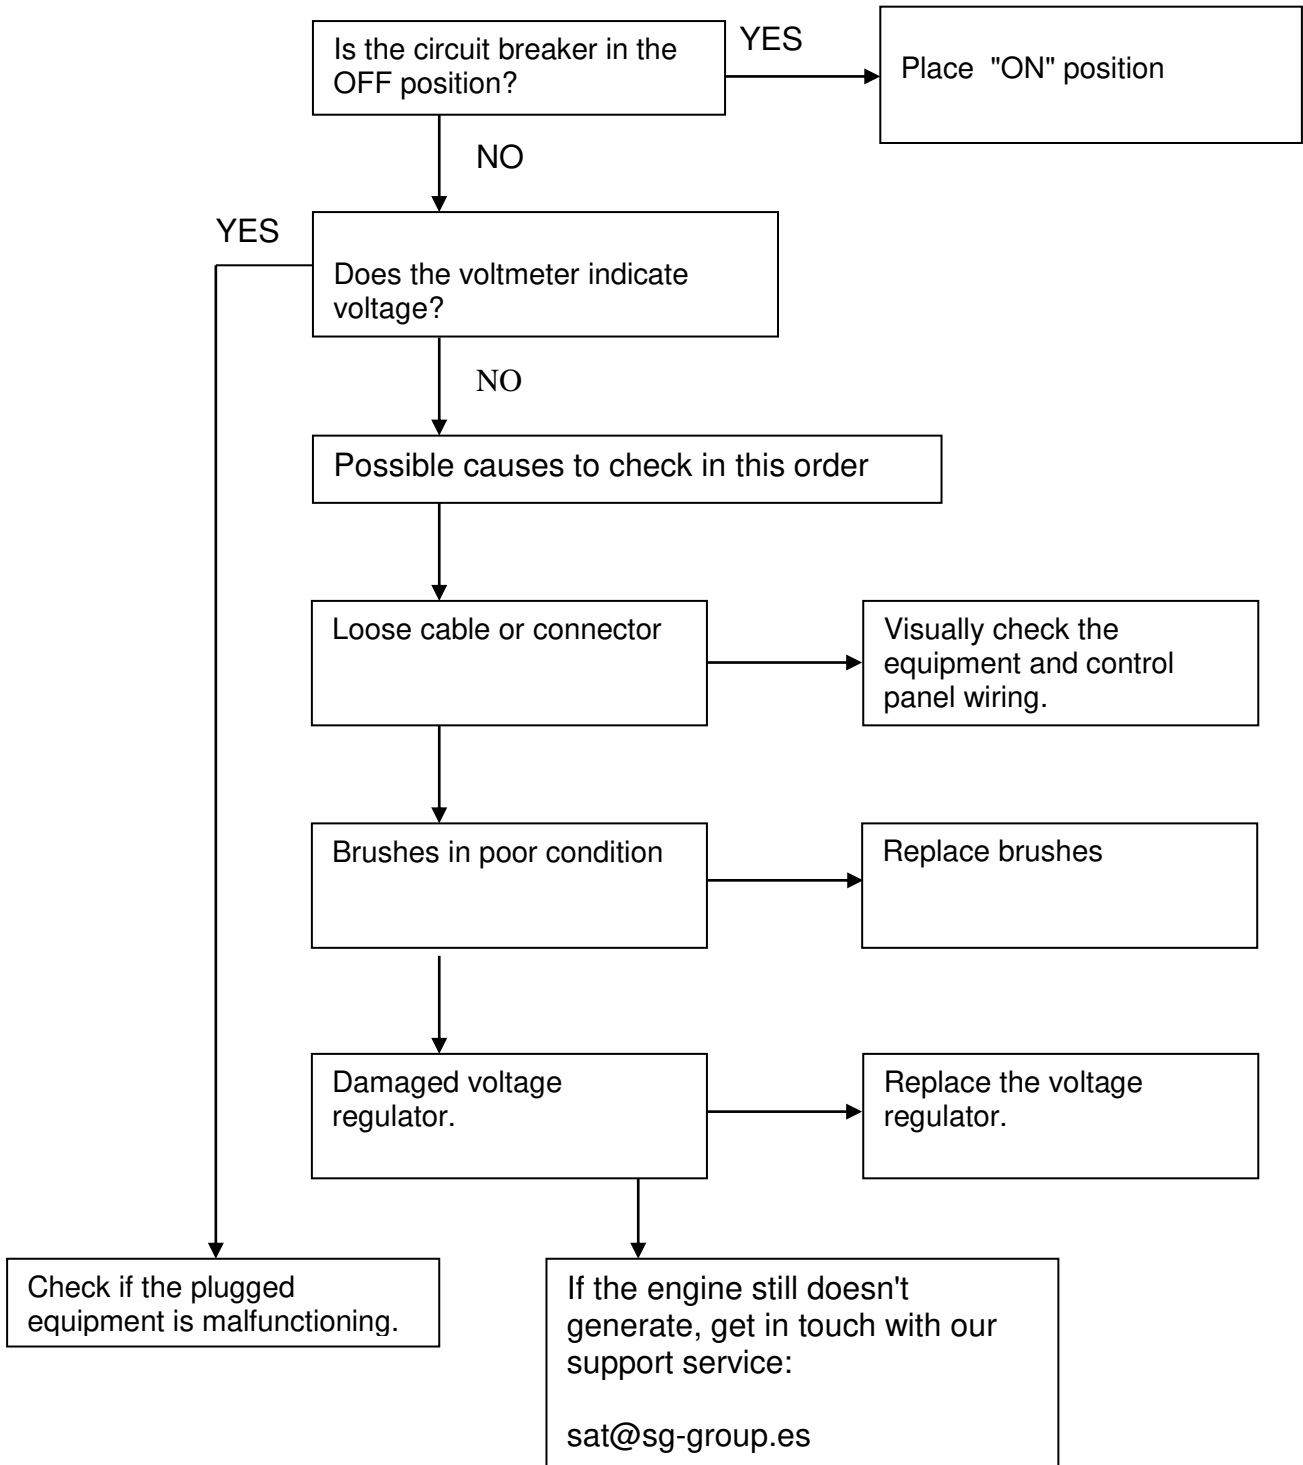 Is the circuit breaker in the
OFF position?
YES
Place "ON" position
NO
YES
Does the voltmeter indicate
voltage?
NO
Possible causes to check in this order
Loose cable or connector
Visually check the
equipment and control
panel wiring.
Brushes in poor condition
Replace brushes
Damaged voltage
regulator.
Replace the voltage
regulator.
Check if the plugged
equipment is malfunctioning.
If the engine still doesn't
generate, get in touch with our
support service:
sat@sg-group.es